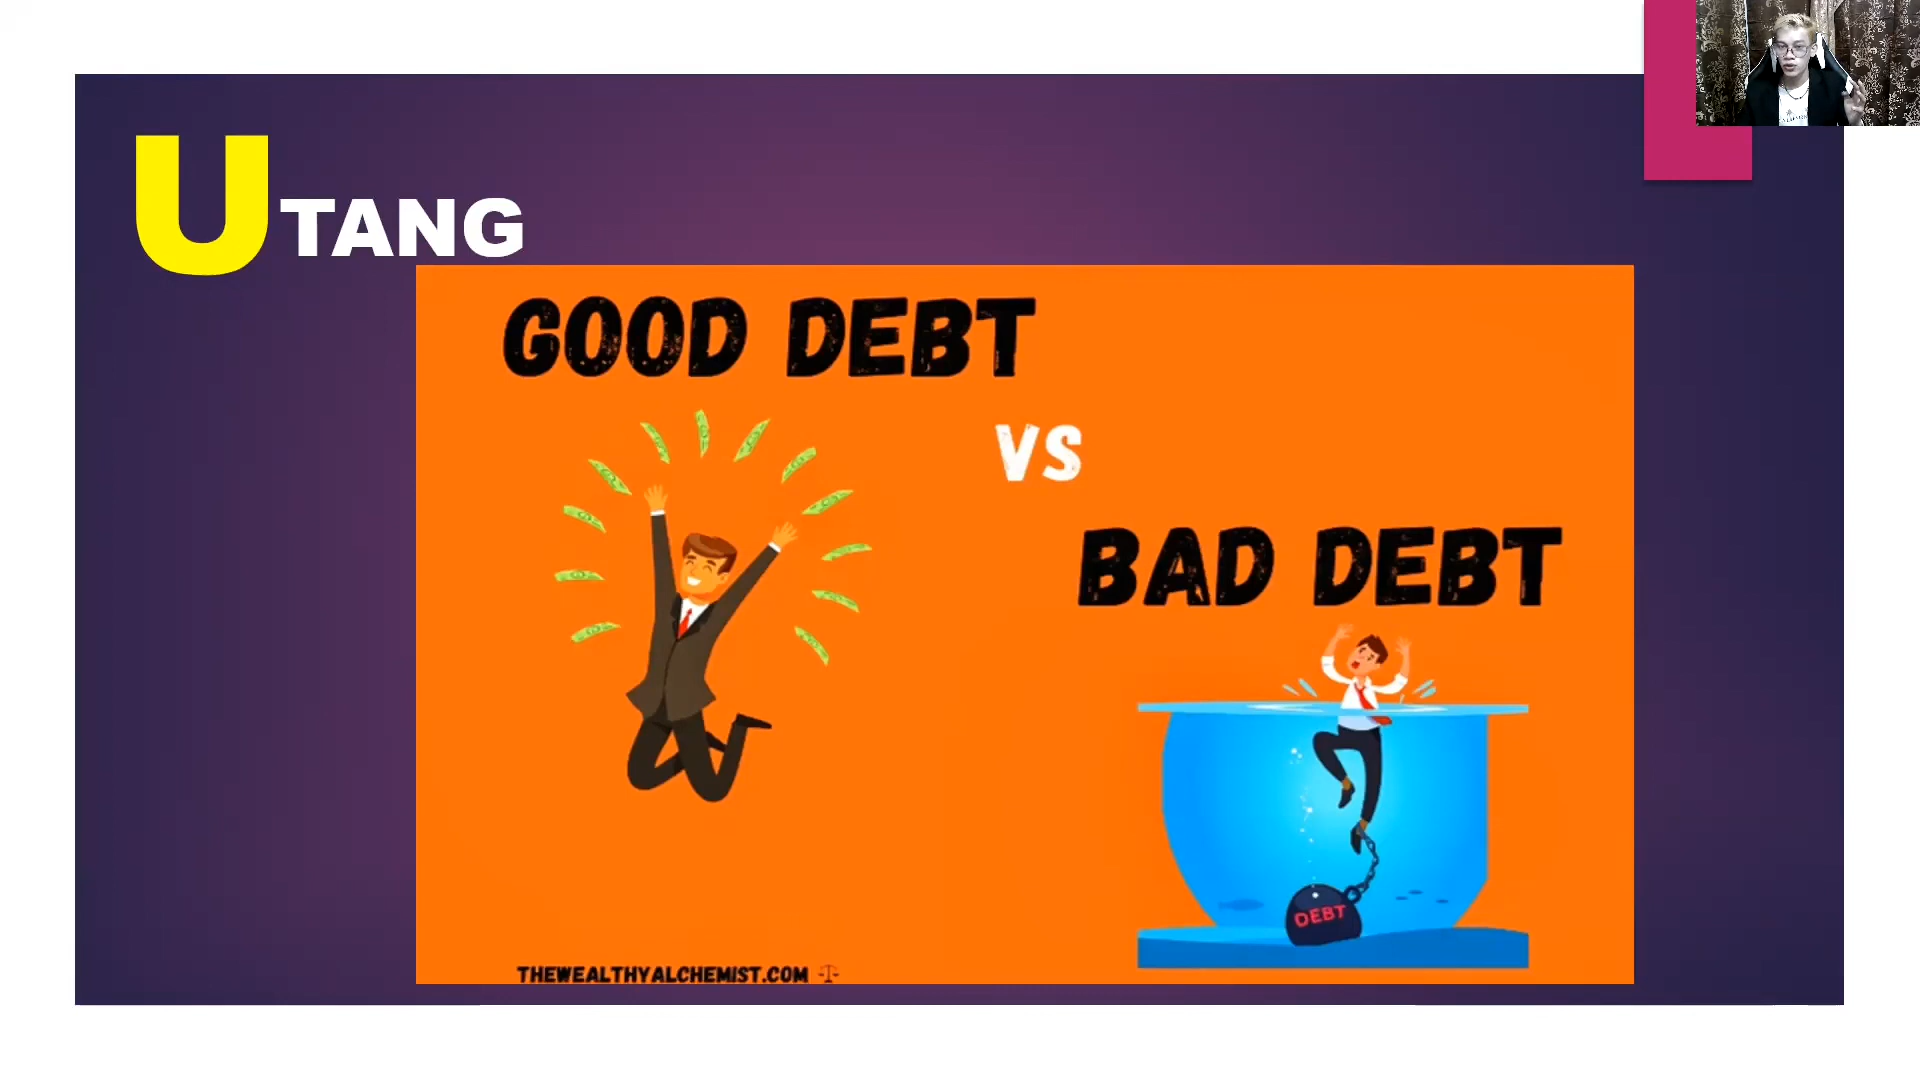 UTANG
GOOD DEBT
VS
BAD DEBT
DEBT
THEWEALTHYALCHEMIST.COM